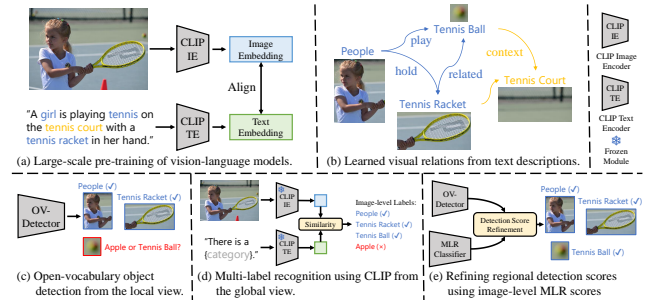 CLIP
IE
Image
Embedding
Align
"A girl is playing tennis on
the tennis court with a
tennis racket in her hand."
CLIP
TE
Text
Embedding
(a) Large-scale pre-training of vision-language models.
People
play
Tennis Ball
hold
related
context
Tennis Court
Tennis Racket
(b) Learned visual relations from text descriptions.
CLIP
IE
CLIP Image
Encoder
CLIP
TE
CLIP Text
Encoder
Frozen
Module
OV-
Detector
People (✓)
Tennis Racket (✓)
Apple or Tennis Ball?
(c) Open-vocabulary object
detection from the local view.
CLIP
IE
"There is a
{category}."
CLIP
TE
Similarity
Image-level Labels:
People (✓)
Tennis Racket (✓)
Tennis Ball (✓)
Apple (×)
(d) Multi-label recognition using CLIP from
the global view.
OV-
Detector
MLR
Classifier
Detection Score
Refinement
People (✓)
Tennis Racket (✓)
Tennis Ball (✓)
(e) Refining regional detection scores
using image-level MLR scores